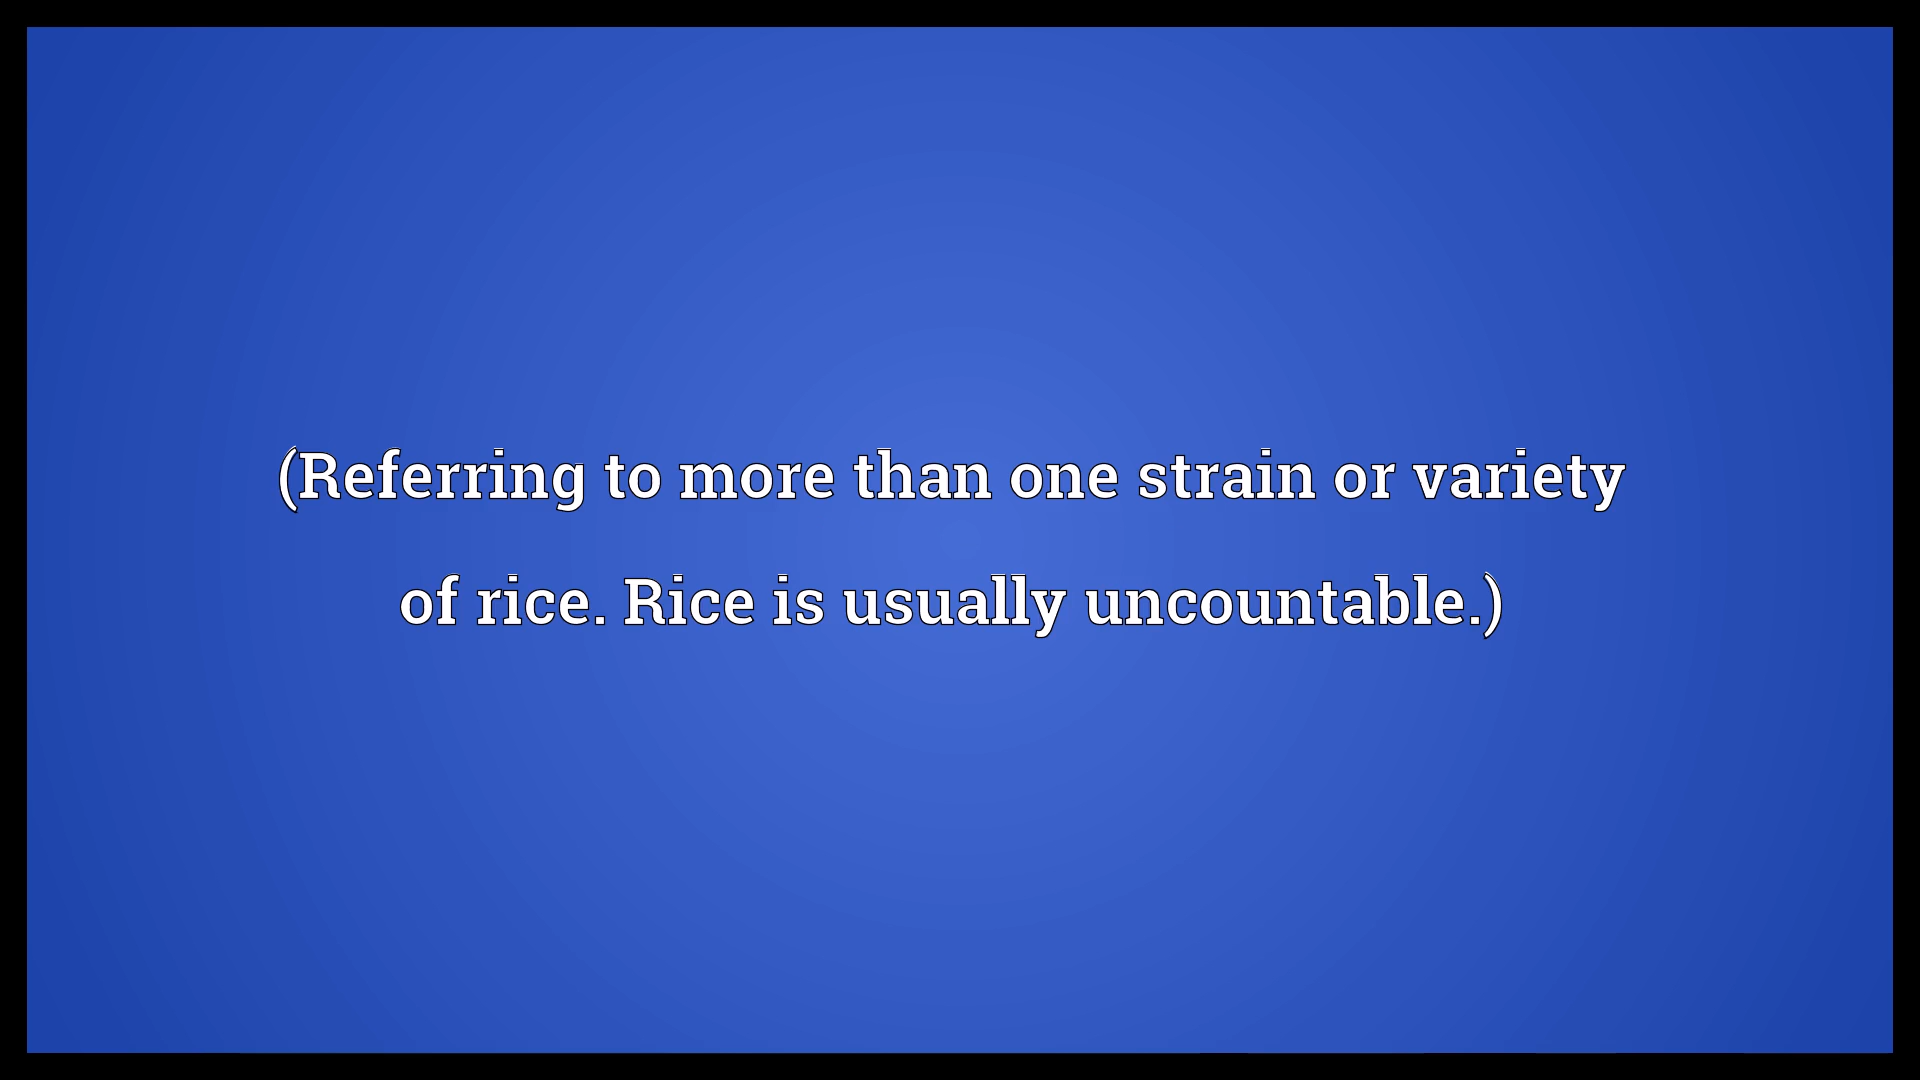 (Referring to more than one strain or variety
of rice. Rice is usually uncountable.)